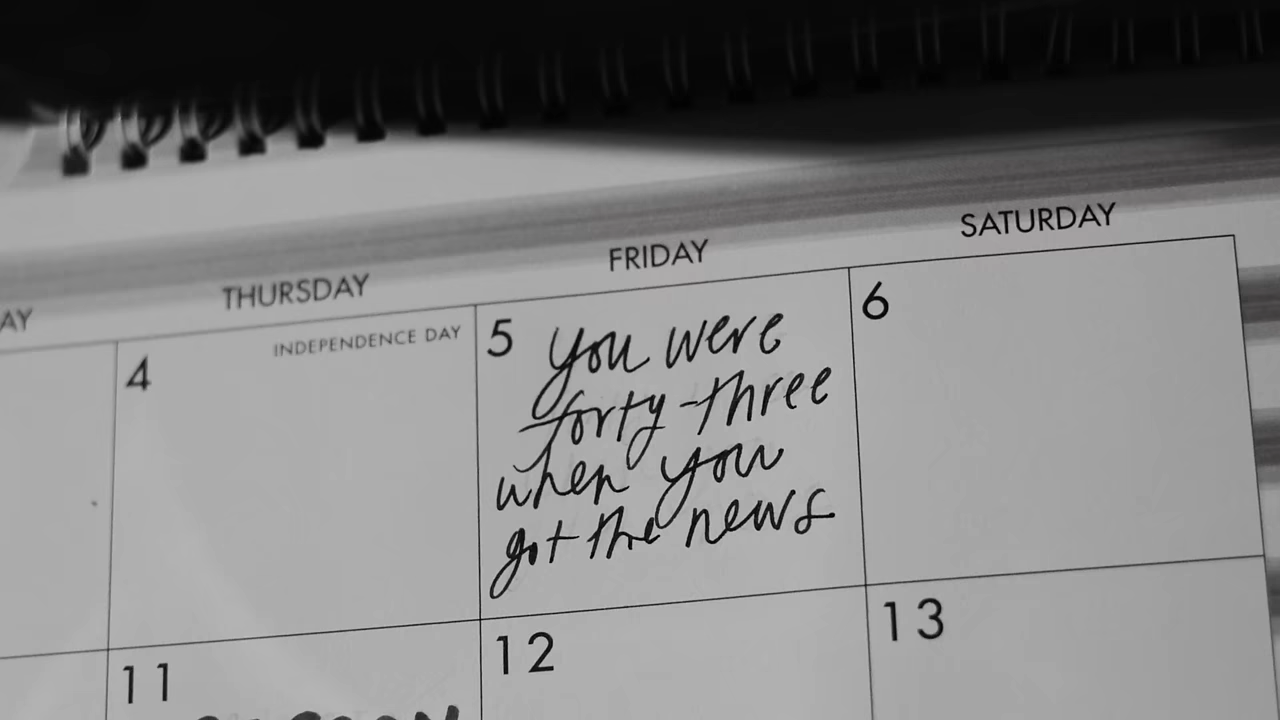 SATURDAY
FRIDAY
THURSDAY
AY
4
INDEPENDENCE DAY
5
you were
forty-three
when you
got the news
6
11
12
13